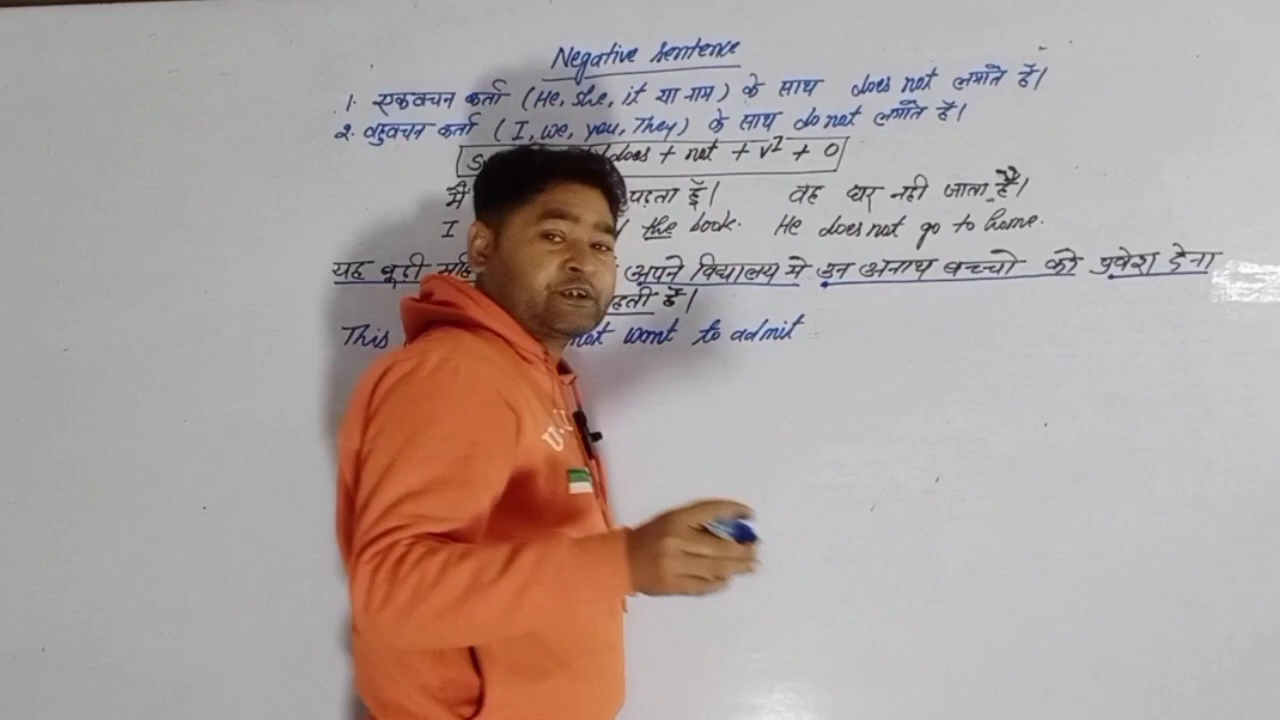 Negative sentence
1. एकवचन कर्ता (He, she, it या नाम) के साथ does not लगाते हैं।
2. बहुवचन कर्ता (I, we, you, They) के साथ do not लगाते हैं।
does + not + v1 + O
मैं पढ़ता हूँ। वह घर नही जाता है।
I the book. He does not go to home.
यह बूढ़ी अपने विद्यालय मे उन अनाथ बच्चो को प्रवेश देना
है।
This not want to admit